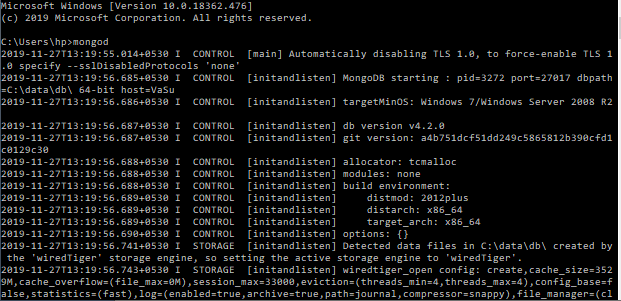 Microsoft Windows [Version 10.0.18362.476]
(c) 2019 Microsoft Corporation. All rights reserved.
C:\Users\hp>mongod
2019-11-27T13:19:55.014+0530 I  CONTROL  [main] Automatically disabling TLS 1.0, to force-enable TLS 1
.0 specify --sslDisabledProtocols 'none'
2019-11-27T13:19:56.685+0530 I  CONTROL  [initandlisten] MongoDB starting : pid=3272 port=27017 dbpath
=C:\data\db\ 64-bit host=VaSu
2019-11-27T13:19:56.686+0530 I  CONTROL  [initandlisten] targetMinOS: Windows 7/Windows Server 2008 R2
2019-11-27T13:19:56.687+0530 I  CONTROL  [initandlisten] db version v4.2.0
2019-11-27T13:19:56.687+0530 I  CONTROL  [initandlisten] git version: a4b751dcf51dd249c5865812b390cfd1
c0129c30
2019-11-27T13:19:56.688+0530 I  CONTROL  [initandlisten] allocator: tcmalloc
2019-11-27T13:19:56.688+0530 I  CONTROL  [initandlisten] modules: none
2019-11-27T13:19:56.688+0530 I  CONTROL  [initandlisten] build environment:
2019-11-27T13:19:56.689+0530 I  CONTROL  [initandlisten]     distmod: 2012plus
2019-11-27T13:19:56.689+0530 I  CONTROL  [initandlisten]     distarch: x86_64
2019-11-27T13:19:56.689+0530 I  CONTROL  [initandlisten]     target_arch: x86_64
2019-11-27T13:19:56.690+0530 I  CONTROL  [initandlisten] options: {}
2019-11-27T13:19:56.741+0530 I  STORAGE  [initandlisten] Detected data files in C:\data\db\ created by
the 'wiredTiger' storage engine, so setting the active storage engine to 'wiredTiger'.
2019-11-27T13:19:56.743+0530 I  STORAGE  [initandlisten] wiredtiger_open config: create,cache_size=352
9M,cache_overflow=(file_max=0M),session_max=33000,eviction=(threads_min=4,threads_max=4),config_base=f
alse,statistics=(fast),log=(enabled=true,archive=true,path=journal,compressor=snappy),file_manager=(cl